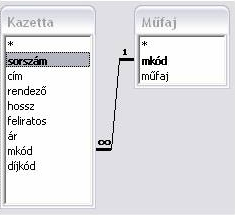 Kazetta
*
sorszám
cím
rendező
hossz
feliratos
ár
mkód
díjkód
∞
1
Műfaj
*
mkód
műfaj